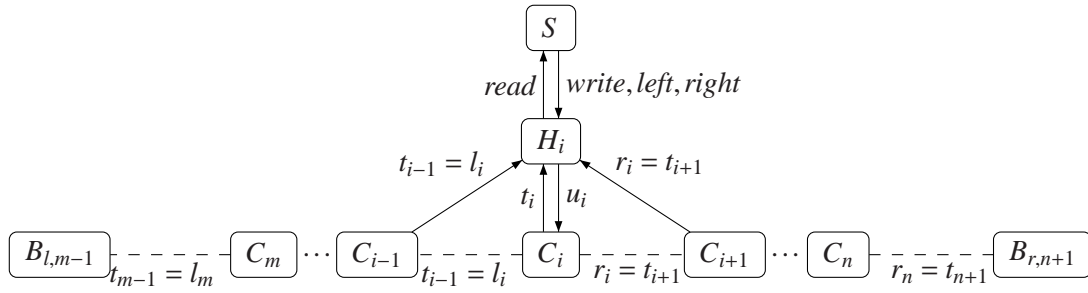 S
read write, left, right
H_i
t_{i-1} = l_i r_i = t_{i+1}
t_i u_i
B_{l,m-1} C_m ··· C_{i-1} C_i C_{i+1} ··· C_n B_{r,n+1}
t_{m-1} = l_m t_{i-1} = l_i r_i = t_{i+1} r_n = t_{n+1}